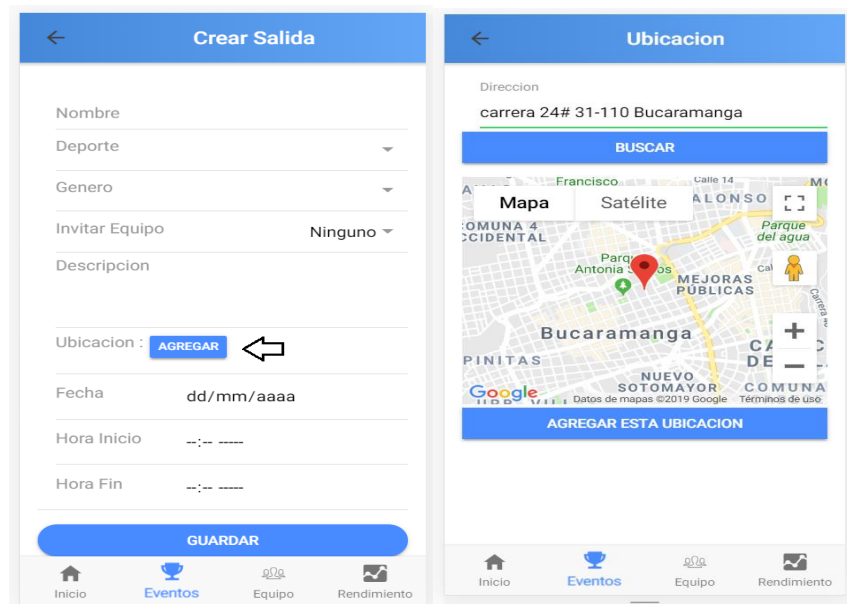 Crear Salida
Nombre
Deporte
Genero
Invitar Equipo Ninguno
Descripcion
Ubicacion : AGREGAR
Fecha dd/mm/aaaa
Hora Inicio --:-- -----
Hora Fin --:-- -----
GUARDAR
Inicio Eventos Equipo Rendimiento
Ubicacion
Direccion
carrera 24# 31-110 Bucaramanga
BUSCAR
Francisco Calle 14
Mapa Satélite ALONSO
COMUNA 4
OCCIDENTAL
Parque
del agua
Antonia
MEJORAS
PÚBLICAS
Bucaramanga
PINITAS
NUEVO
SOTOMAYOR
COMUNA
Google Datos de mapas ©2019 Google Términos de uso
AGREGAR ESTA UBICACION
Inicio Eventos Equipo Rendimiento